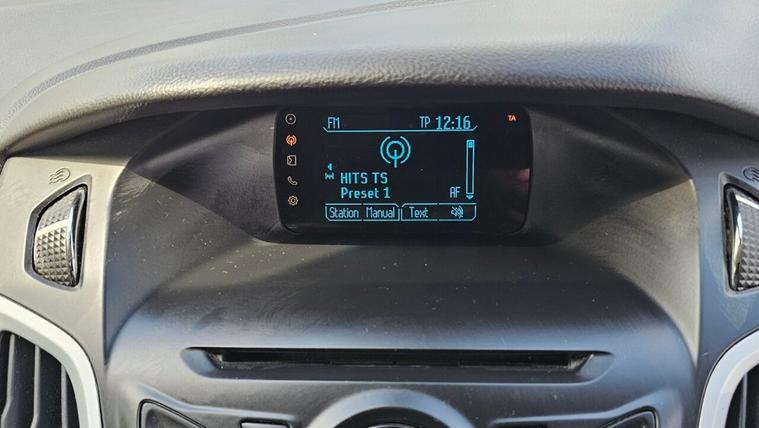 FM TP 12:16 TA
HITS TS
Preset 1 AF
Station Manual Text